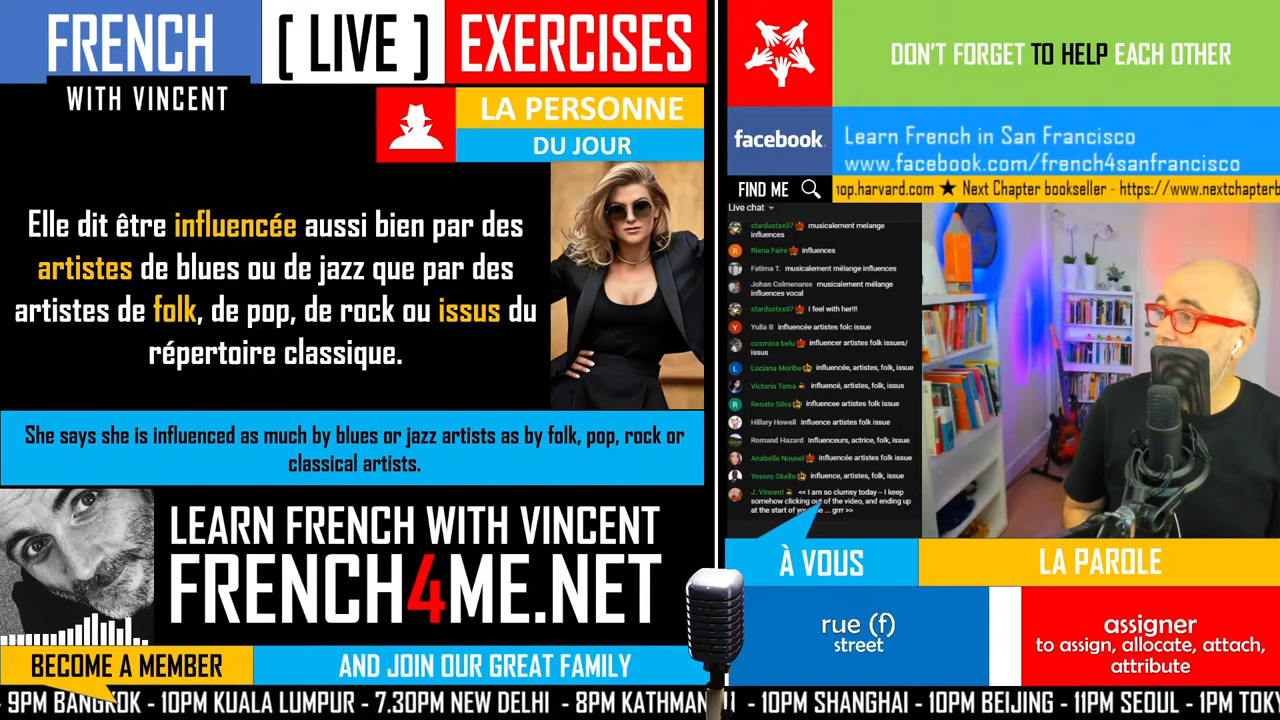 FRENCH
[ LIVE ]
EXERCISES
WITH VINCENT
LA PERSONNE
DU JOUR
Elle dit être influencée aussi bien par des
artistes de blues ou de jazz que par des
artistes de folk, de pop, de rock ou issus du
répertoire classique.
She says she is influenced as much by blues or jazz artists as by folk, pop, rock or
classical artists.
LEARN FRENCH WITH VINCENT
FRENCH4ME.NET
BECOME A MEMBER
AND JOIN OUR GREAT FAMILY
DON'T FORGET TO HELP EACH OTHER
facebook.
Learn French in San Francisco
www.facebook.com/french4sanfrancisco
FIND ME
hop.harvard.com ★ Next Chapter bookseller - https://www.nextchapterb
Live chat
stardustxx07 musicalement melange
influences
Riena Faire influences
Fatima T. musicalement mélange influences
Johan Colmenares musicalement mélange
influences vocal
stardustxx07 I feel with her!!!
Yulia B influencée artistes folc issue
cosmina belu influencer artistes folk issues/
issus
Luciana Moribe influencée, artistes, folk, issue
Victoria Toma influencé, artistes, folk, issus
Renato Silva influencee artistes folk issue
Hillary Howell Influence artistes folk issue
Romand Hazard Influenceurs, actrice, folk, issue
Anabelle Nouvel influencée artistes folk issue
Yesero Okello influence, artistes, folk, issue
J. Vincent << I am so clumsy today -- I keep
somehow clicking out of the video, and ending up
at the start of ... grrr >>
À VOUS
LA PAROLE
rue (f)
street
assigner
to assign, allocate, attach,
attribute
- 9PM BANGKOK - 10PM KUALA LUMPUR - 7.30PM NEW DELHI - 8PM KATHMAN - 10PM SHANGHAI - 10PM BEIJING - 11PM SEOUL - 1PM TOKY